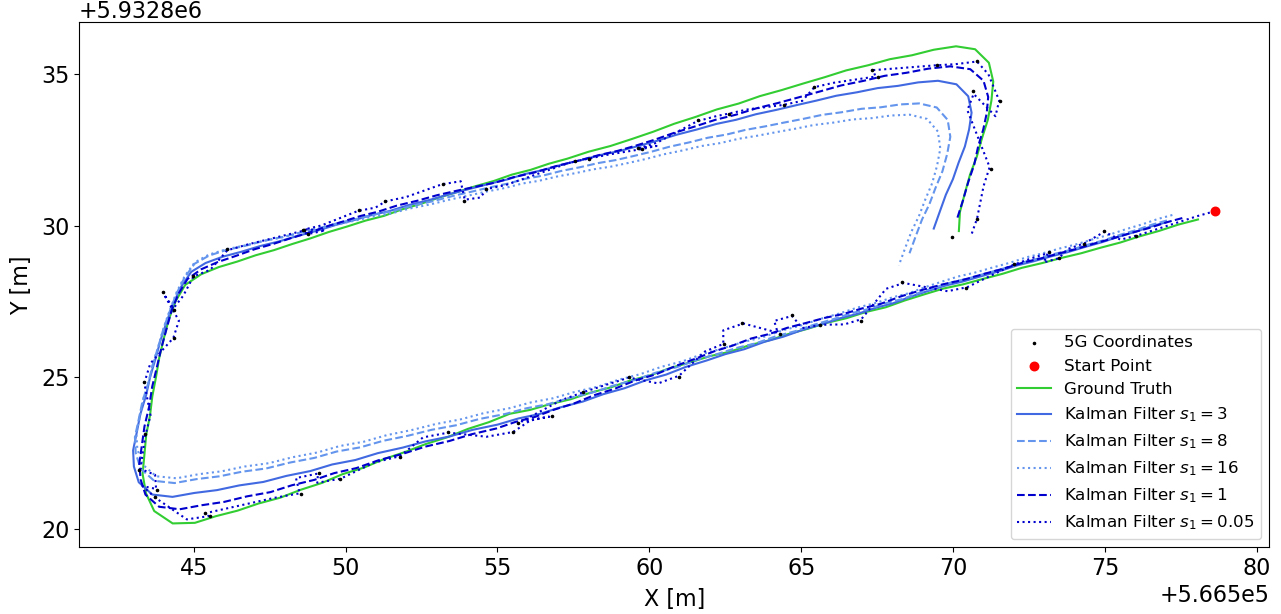 +5.9328e6
35
30
25
20
Y [m]
45
50
55
60
65
70
75
80
X [m]
+5.665e5
5G Coordinates
Start Point
Ground Truth
Kalman Filter s₁ = 3
Kalman Filter s₁ = 8
Kalman Filter s₁ = 16
Kalman Filter s₁ = 1
Kalman Filter s₁ = 0.05